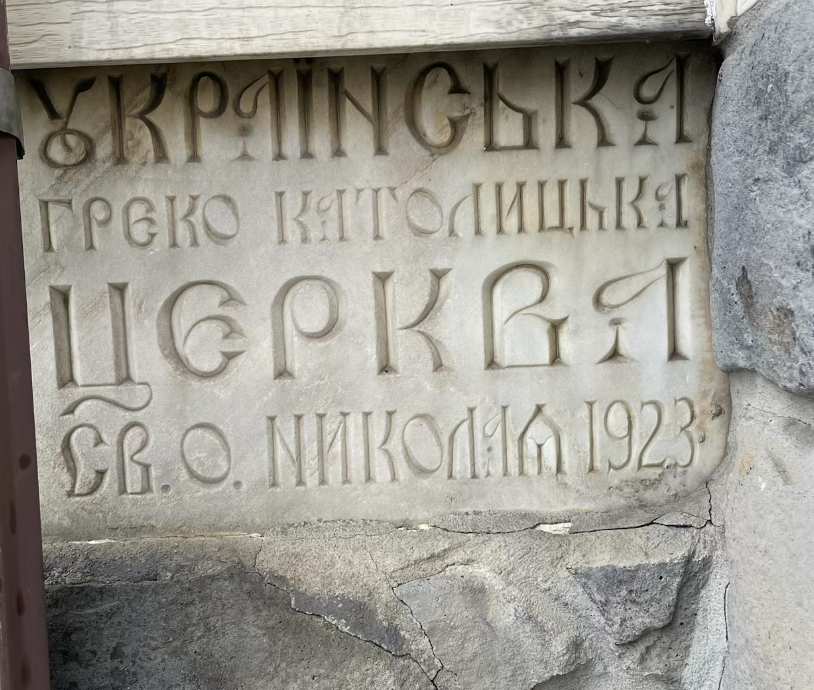 УКРАЇНСЬКА
ГРЕКО КАТОЛИЦЬКА
ЦЕРКВА
СВ. О. НИКОЛАЯ 1923.